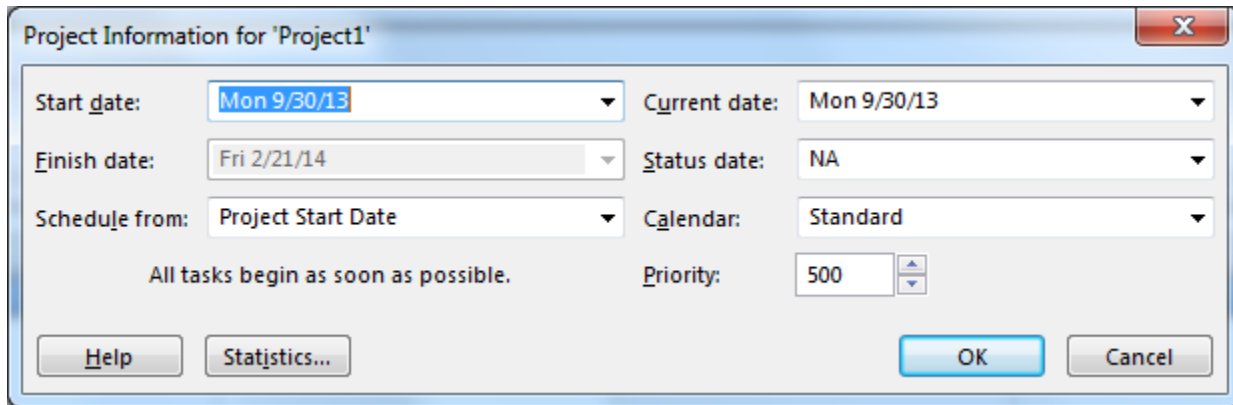 Project Information for 'Project1'
Start date: Mon 9/30/13 Current date: Mon 9/30/13
Finish date: Fri 2/21/14 Status date: NA
Schedule from: Project Start Date Calendar: Standard
All tasks begin as soon as possible. Priority: 500
Help Statistics... OK Cancel